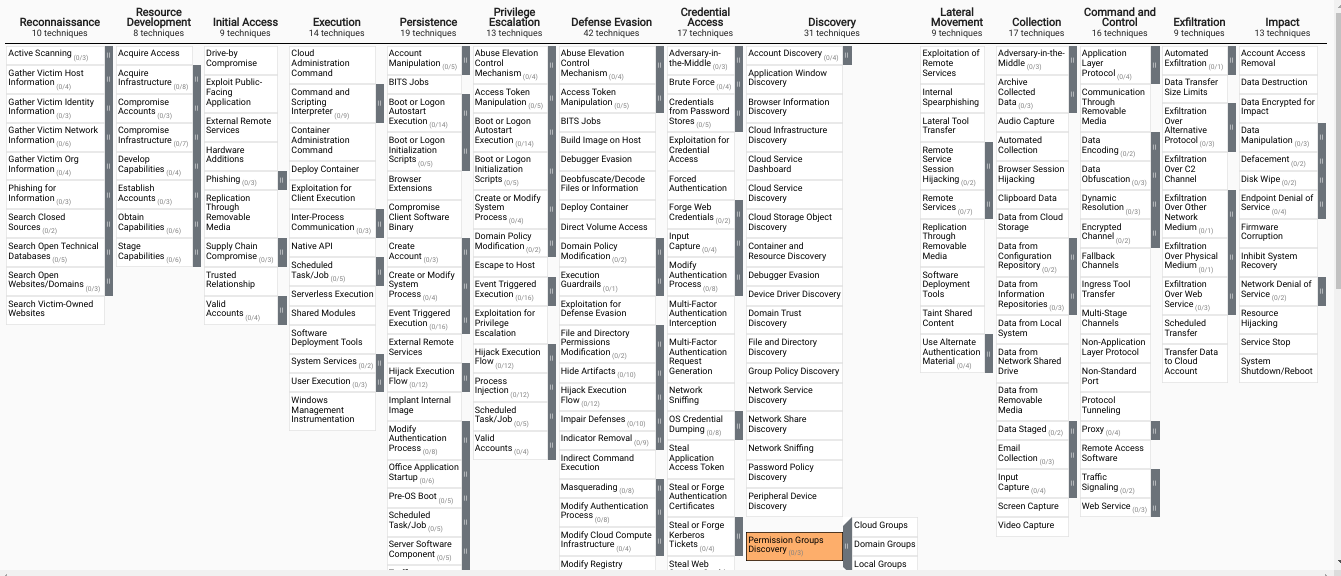 Reconnaissance
10 techniques
Active Scanning (0/3)
Gather Victim Host
Information (0/4)
Gather Victim Identity
Information (0/3)
Gather Victim Network
Information (0/6)
Gather Victim Org
Information (0/4)
Phishing for
Information (0/3)
Search Closed
Sources (0/2)
Search Open Technical
Databases (0/5)
Search Open
Websites/Domains (0/3)
Search Victim-Owned
Websites
Resource
Development
8 techniques
Acquire Access
Acquire
Infrastructure (0/8)
Compromise
Accounts (0/3)
Compromise
Infrastructure (0/7)
Develop
Capabilities (0/4)
Establish
Accounts (0/3)
Obtain
Capabilities (0/6)
Stage
Capabilities (0/6)
Initial Access
9 techniques
Drive-by
Compromise
Exploit Public-
Facing
Application
External Remote
Services
Hardware
Additions
Phishing (0/3)
Replication
Through
Removable
Media
Supply Chain
Compromise (0/3)
Trusted
Relationship
Valid
Accounts (0/4)
Execution
14 techniques
Cloud
Administration
Command
Command and
Scripting
Interpreter (0/9)
Container
Administration
Command
Deploy Container
Exploitation for
Client Execution
Inter-Process
Communication (0/3)
Native API
Scheduled
Task/Job (0/5)
Serverless Execution
Shared Modules
Software
Deployment Tools
System Services (0/2)
User Execution (0/3)
Windows
Management
Instrumentation
Persistence
19 techniques
Account
Manipulation (0/5)
BITS Jobs
Boot or Logon
Autostart
Execution (0/14)
Boot or Logon
Initialization
Scripts (0/5)
Browser
Extensions
Compromise
Client Software
Binary
Create
Account (0/3)
Create or Modify
System
Process (0/4)
Event Triggered
Execution (0/16)
External Remote
Services
Hijack Execution
Flow (0/12)
Implant Internal
Image
Modify
Authentication
Process (0/8)
Office Application
Startup (0/6)
Pre-OS Boot (0/5)
Scheduled
Task/Job (0/5)
Server Software
Component (0/5)
Privilege
Escalation
13 techniques
Abuse Elevation
Control
Mechanism (0/4)
Access Token
Manipulation (0/5)
Boot or Logon
Autostart
Execution (0/14)
Boot or Logon
Initialization
Scripts (0/5)
Create or Modify
System
Process (0/4)
Domain Policy
Modification (0/2)
Escape to Host
Event Triggered
Execution (0/16)
Exploitation for
Privilege
Escalation
Hijack Execution
Flow (0/12)
Process
Injection (0/12)
Scheduled
Task/Job (0/5)
Valid
Accounts (0/4)
Defense Evasion
42 techniques
Abuse Elevation
Control
Mechanism (0/4)
Access Token
Manipulation (0/5)
BITS Jobs
Build Image on Host
Debugger Evasion
Deobfuscate/Decode
Files or Information
Deploy Container
Direct Volume Access
Domain Policy
Modification (0/2)
Execution
Guardrails (0/1)
Exploitation for
Defense Evasion
File and Directory
Permissions
Modification (0/2)
Hide Artifacts (0/10)
Hijack Execution
Flow (0/12)
Impair Defenses (0/10)
Indicator Removal (0/9)
Indirect Command
Execution
Masquerading (0/8)
Modify Authentication
Process (0/8)
Modify Cloud Compute
Infrastructure (0/4)
Modify Registry
Credential
Access
17 techniques
Adversary-in-
the-Middle (0/3)
Brute Force (0/4)
Credentials
from Password
Stores (0/5)
Exploitation for
Credential
Access
Forced
Authentication
Forge Web
Credentials (0/2)
Input
Capture (0/4)
Modify
Authentication
Process (0/8)
Multi-Factor
Authentication
Interception
Multi-Factor
Authentication
Request
Generation
Network
Sniffing
OS Credential
Dumping (0/8)
Steal
Application
Access Token
Steal or Forge
Authentication
Certificates
Steal or Forge
Kerberos
Tickets (0/4)
Steal Web
Discovery
31 techniques
Account Discovery (0/4)
Application Window
Discovery
Browser Information
Discovery
Cloud Infrastructure
Discovery
Cloud Service
Dashboard
Cloud Service
Discovery
Cloud Storage Object
Discovery
Container and
Resource Discovery
Debugger Evasion
Device Driver Discovery
Domain Trust
Discovery
File and Directory
Discovery
Group Policy Discovery
Network Service
Discovery
Network Share
Discovery
Network Sniffing
Password Policy
Discovery
Peripheral Device
Discovery
Permission Groups
Discovery (0/3)
Cloud Groups
Domain Groups
Local Groups
Lateral
Movement
9 techniques
Exploitation of
Remote
Services
Internal
Spearphishing
Lateral Tool
Transfer
Remote
Service
Session
Hijacking (0/2)
Remote
Services (0/7)
Replication
Through
Removable
Media
Software
Deployment
Tools
Taint Shared
Content
Use Alternate
Authentication
Material (0/4)
Collection
17 techniques
Adversary-in-the-
Middle (0/3)
Archive
Collected
Data (0/3)
Audio Capture
Automated
Collection
Browser Session
Hijacking
Clipboard Data
Data from Cloud
Storage
Data from
Configuration
Repository (0/2)
Data from
Information
Repositories (0/3)
Data from Local
System
Data from
Network Shared
Drive
Data from
Removable
Media
Data Staged (0/2)
Email
Collection (0/3)
Input
Capture (0/4)
Screen Capture
Video Capture
Command and
Control
16 techniques
Application
Layer
Protocol (0/4)
Communication
Through
Removable
Media
Data
Encoding (0/2)
Data
Obfuscation (0/3)
Dynamic
Resolution (0/3)
Encrypted
Channel (0/2)
Fallback
Channels
Ingress Tool
Transfer
Multi-Stage
Channels
Non-Application
Layer Protocol
Non-Standard
Port
Protocol
Tunneling
Proxy (0/4)
Remote Access
Software
Traffic
Signaling (0/2)
Web Service (0/3)
Exfiltration
9 techniques
Automated
Exfiltration (0/1)
Data Transfer
Size Limits
Exfiltration
Over
Alternative
Protocol (0/3)
Exfiltration
Over C2
Channel
Exfiltration
Over Other
Network
Medium (0/1)
Exfiltration
Over Physical
Medium (0/1)
Exfiltration
Over Web
Service (0/3)
Scheduled
Transfer
Transfer Data
to Cloud
Account
Impact
13 techniques
Account Access
Removal
Data Destruction
Data Encrypted for
Impact
Data
Manipulation (0/3)
Defacement (0/2)
Disk Wipe (0/2)
Endpoint Denial of
Service (0/4)
Firmware
Corruption
Inhibit System
Recovery
Network Denial of
Service (0/2)
Resource
Hijacking
Service Stop
System
Shutdown/Reboot